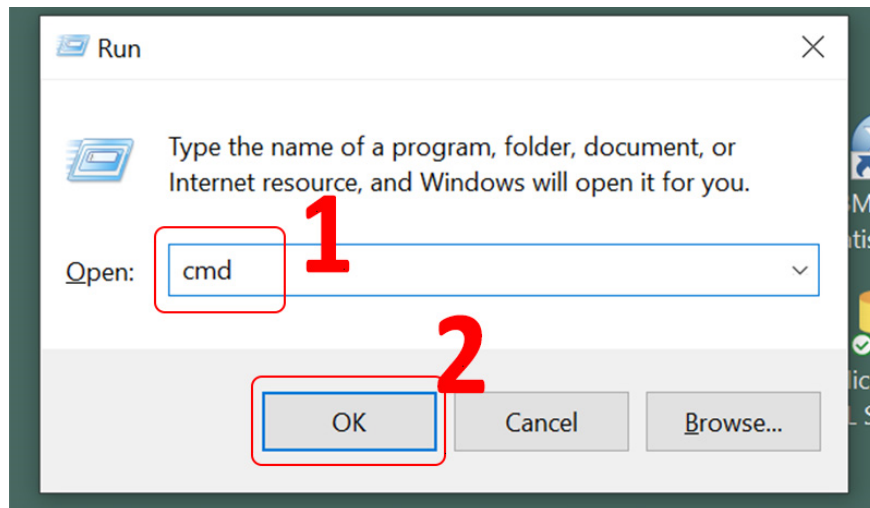 Run
Type the name of a program, folder, document, or
Internet resource, and Windows will open it for you.
1
Open: cmd
2
OK Cancel Browse...